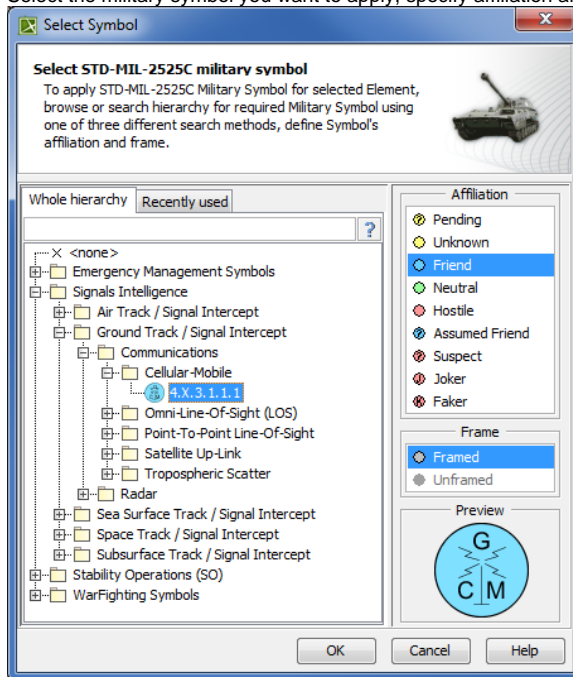 Select the military symbol you want to apply, specify affiliation an
Select Symbol
Select STD-MIL-2525C military symbol
To apply STD-MIL-2525C Military Symbol for selected Element,
browse or search hierarchy for required Military Symbol using
one of three different search methods, define Symbol's
affiliation and frame.
Whole hierarchy
Recently used
?
<none>
Emergency Management Symbols
Signals Intelligence
Air Track / Signal Intercept
Ground Track / Signal Intercept
Communications
Cellular-Mobile
4.X.3.1.1.1
Omni-Line-Of-Sight (LOS)
Point-To-Point Line-Of-Sight
Satellite Up-Link
Tropospheric Scatter
Radar
Sea Surface Track / Signal Intercept
Space Track / Signal Intercept
Subsurface Track / Signal Intercept
Stability Operations (SO)
WarFighting Symbols
Affiliation
Pending
Unknown
Friend
Neutral
Hostile
Assumed Friend
Suspect
Joker
Faker
Frame
Framed
Unframed
Preview
G
C M
OK
Cancel
Help